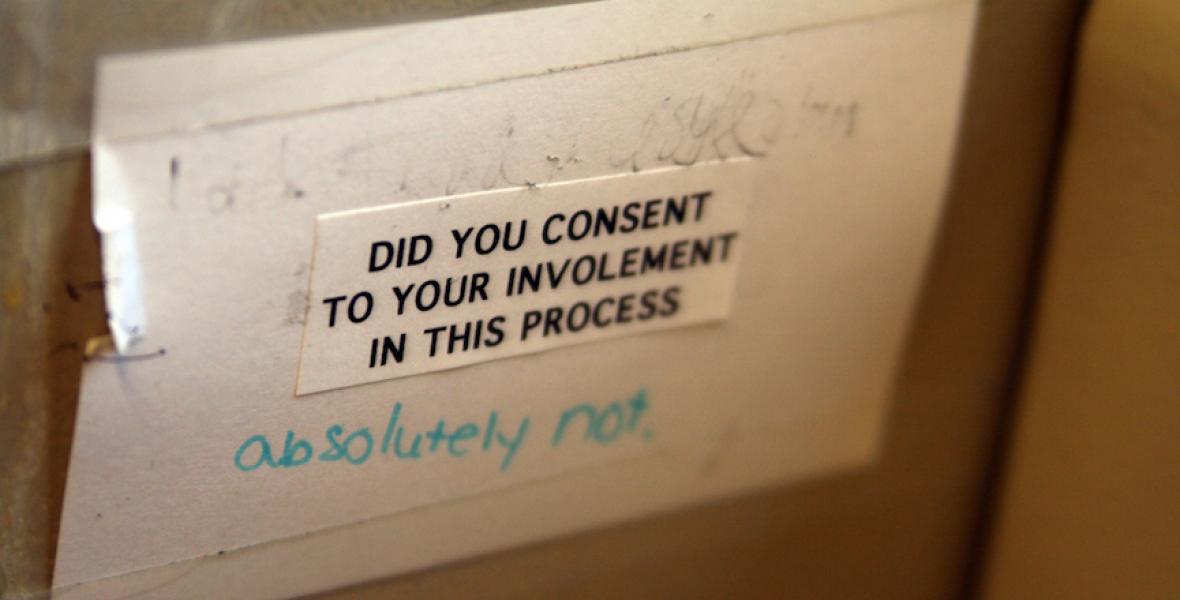 DID YOU CONSENT
TO YOUR INVOLEMENT
IN THIS PROCESS
absolutely not.